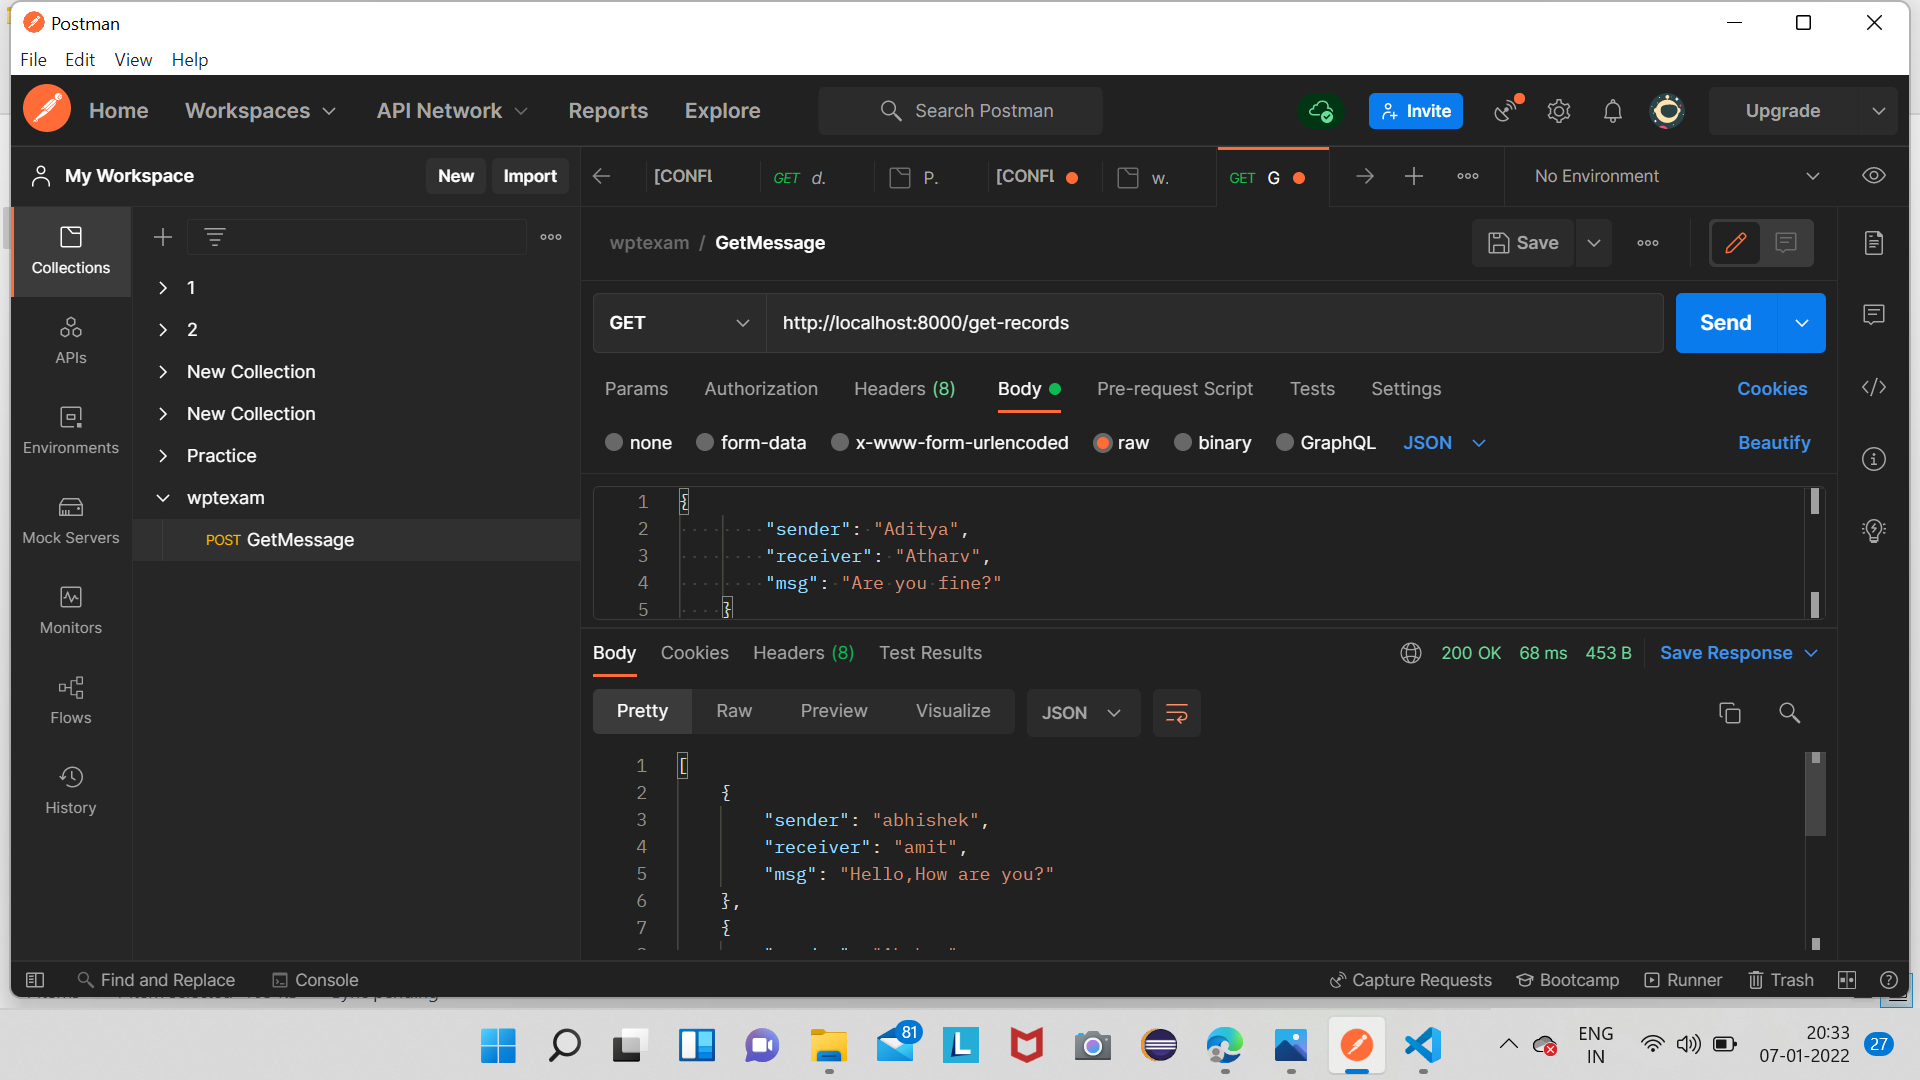 Postman
File Edit View Help
Home Workspaces API Network Reports Explore Search Postman Invite Upgrade
My Workspace New Import [CONFL GET d. P. [CONFL w. GET G No Environment
Collections
APIs
Environments
Mock Servers
Monitors
Flows
History
1
2
New Collection
New Collection
Practice
wptexam
POST GetMessage
wptexam / GetMessage Save
GET http://localhost:8000/get-records Send
Params Authorization Headers (8) Body Pre-request Script Tests Settings Cookies
none form-data x-www-form-urlencoded raw binary GraphQL JSON Beautify
1 {
2 "sender": "Aditya",
3 "receiver": "Atharv",
4 "msg": "Are you fine?"
5 }
Body Cookies Headers (8) Test Results 200 OK 68 ms 453 B Save Response
Pretty Raw Preview Visualize JSON
1 [
2 {
3 "sender": "abhishek",
4 "receiver": "amit",
5 "msg": "Hello,How are you?"
6 },
7 {
Find and Replace Console Capture Requests Bootcamp Runner Trash
81
L
ENG
IN
20:33
07-01-2022
27